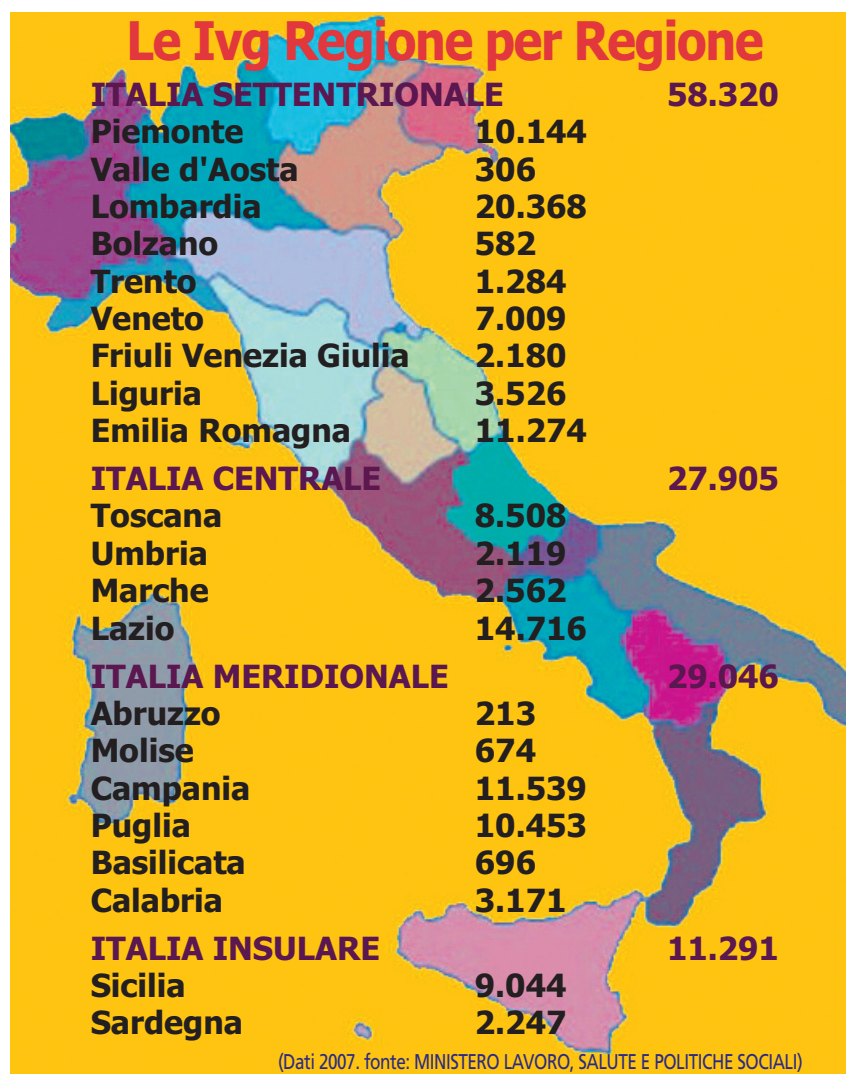 Le Ivg Regione per Regione
ITALIA SETTENTRIONALE 58.320
Piemonte 10.144
Valle d'Aosta 306
Lombardia 20.368
Bolzano 582
Trento 1.284
Veneto 7.009
Friuli Venezia Giulia 2.180
Liguria 3.526
Emilia Romagna 11.274
ITALIA CENTRALE 27.905
Toscana 8.508
Umbria 2.119
Marche 2.562
Lazio 14.716
ITALIA MERIDIONALE 29.046
Abruzzo 213
Molise 674
Campania 11.539
Puglia 10.453
Basilicata 696
Calabria 3.171
ITALIA INSULARE 11.291
Sicilia 9.044
Sardegna 2.247
(Dati 2007. fonte: MINISTERO LAVORO, SALUTE E POLITICHE SOCIALI)